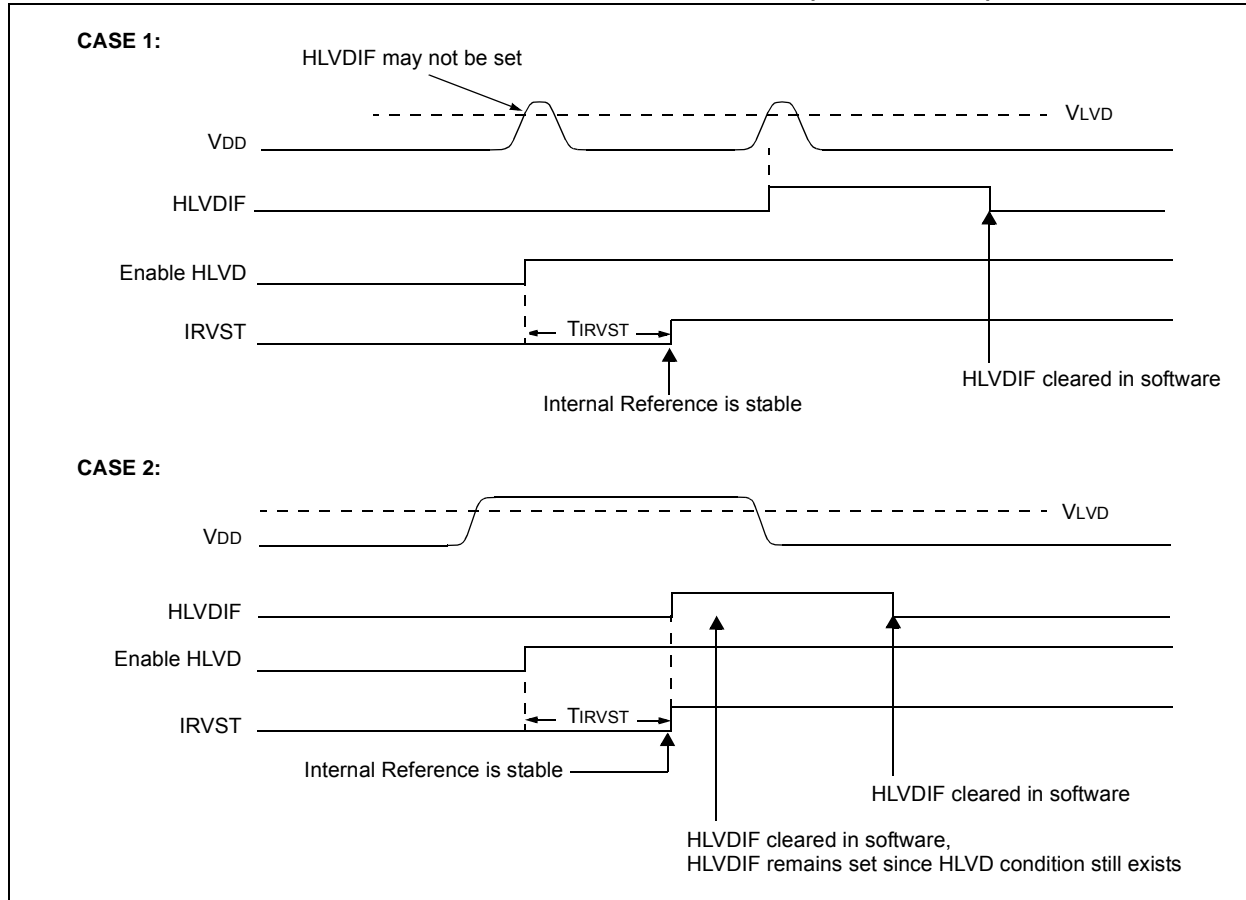 CASE 1:
HLVDIF may not be set
VLVD
VDD
HLVDIF
Enable HLVD
TIRVST
IRVST
HLVDIF cleared in software
Internal Reference is stable
CASE 2:
VLVD
VDD
HLVDIF
Enable HLVD
TIRVST
IRVST
Internal Reference is stable
HLVDIF cleared in software
HLVDIF cleared in software,
HLVDIF remains set since HLVD condition still exists